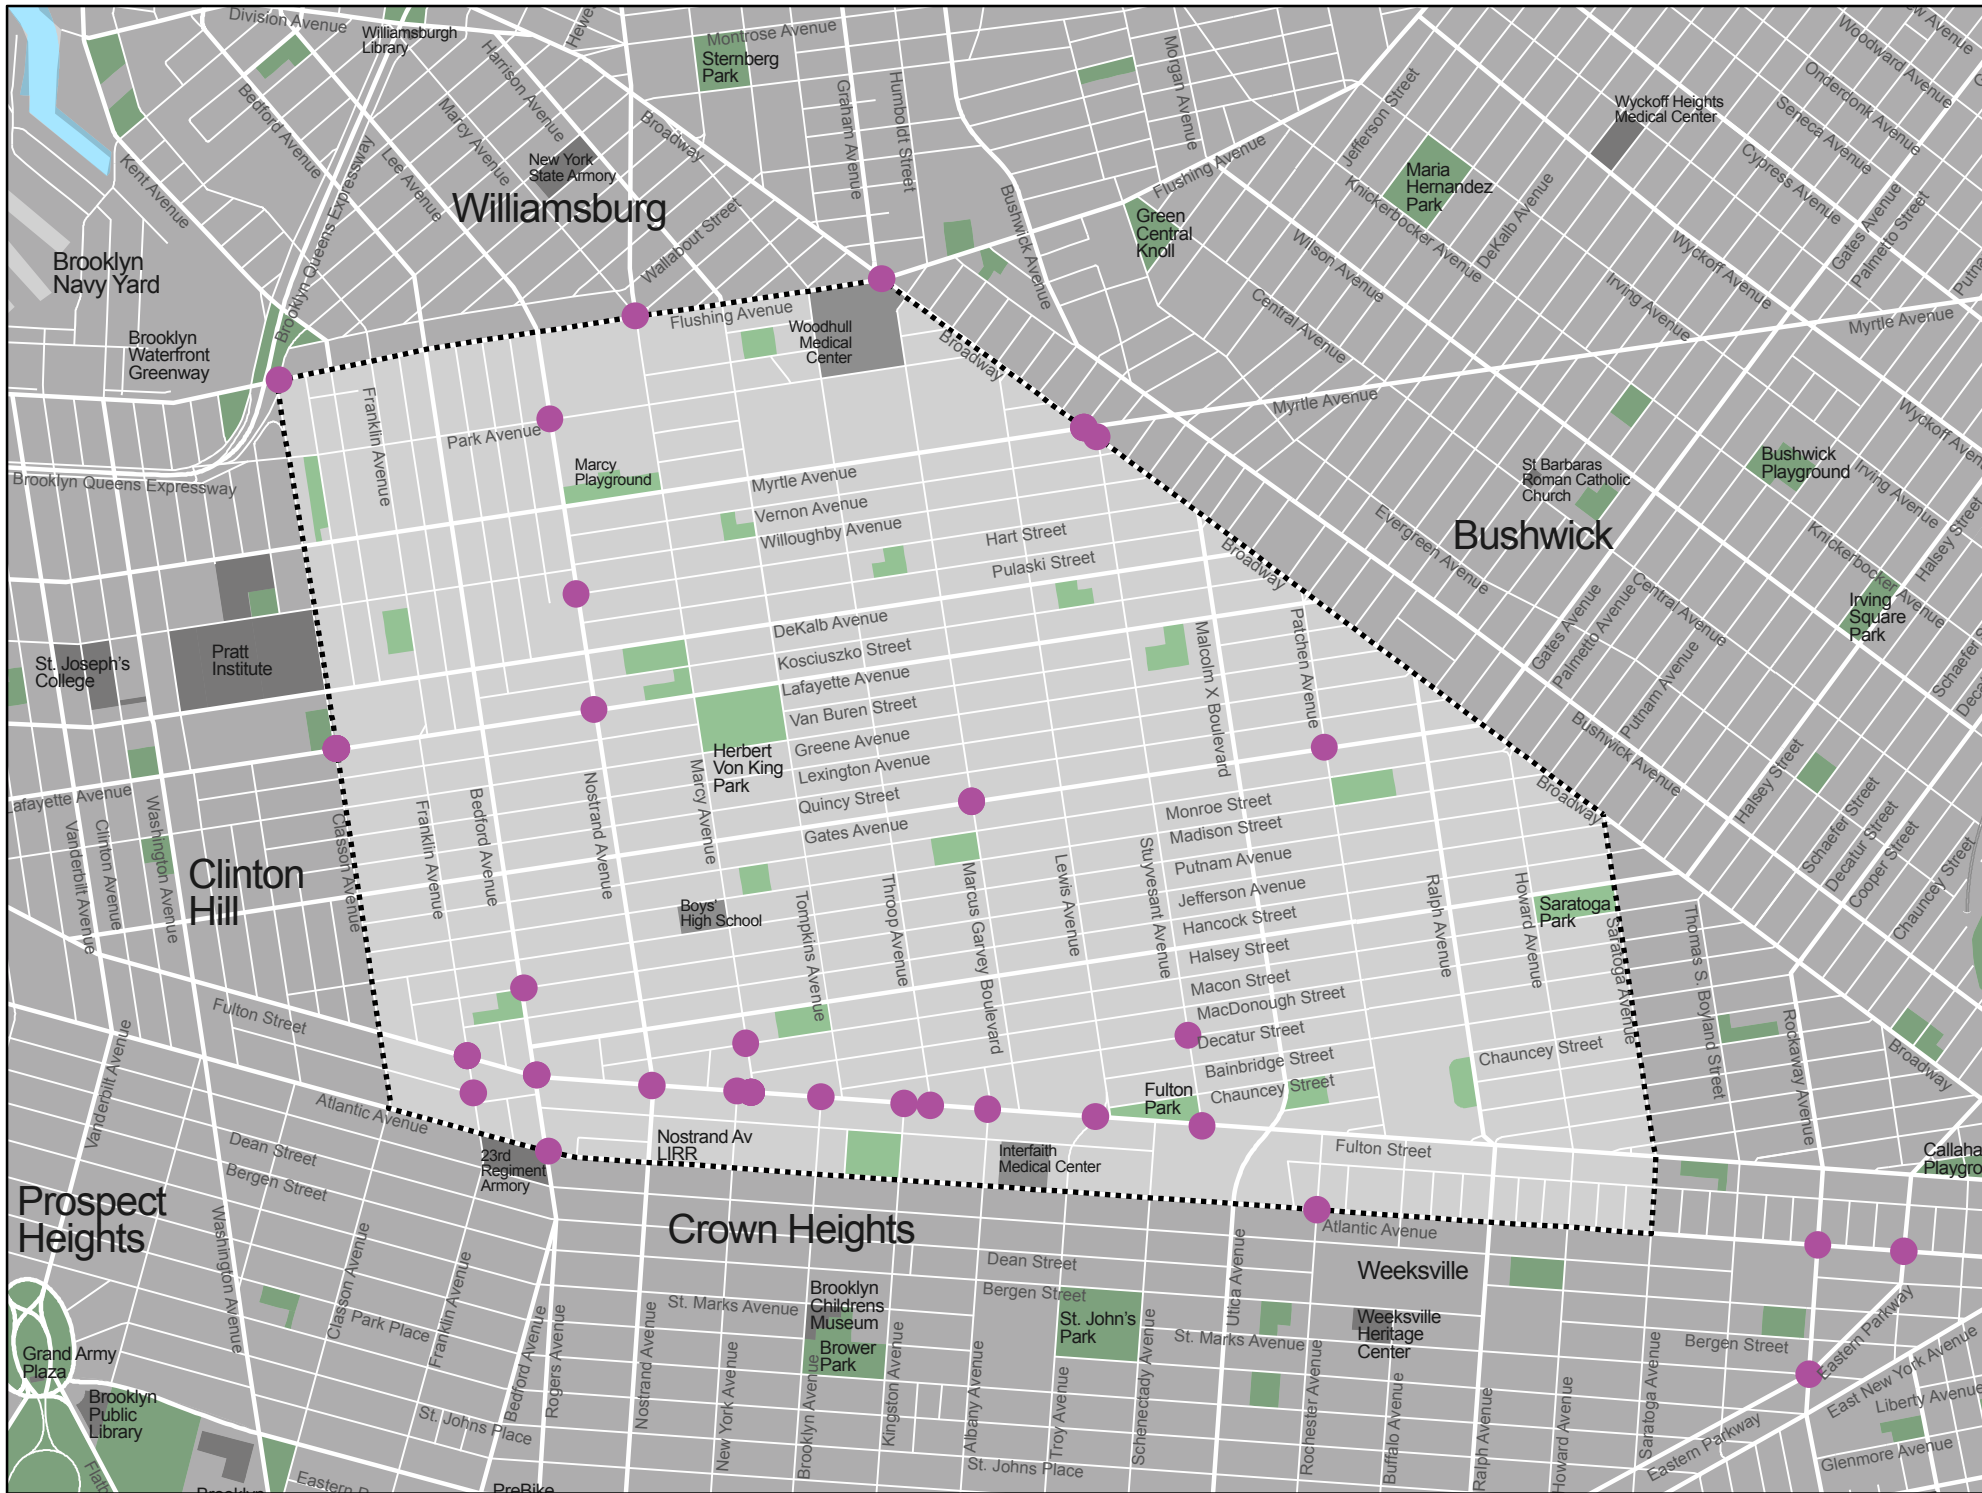 Division Avenue
Williamsburgh
Library
Montrose Avenue
Sternberg
Park
Harrison Avenue
Bedford Avenue
Marcy Avenue
Lee Avenue
Broadway
Graham Avenue
Humboldt Street
Morgan Avenue
Jefferson Street
Wyckoff Heights
Medical Center
Woodward Avenue
Onderdonk Avenue
Seneca Avenue
Cypress Avenue
Kent Avenue
Brooklyn Queens Expressway
New York
State Armory
Williamsburg
Wallabout Street
Bushwick Avenue
Flushing Avenue
Green
Central
Knoll
Maria
Hernandez
Park
Knickerbocker Avenue
DeKalb Avenue
Gates Avenue
Palmetto Street
Wyckoff Avenue
Wilson Avenue
Irving Avenue
Central Avenue
Brooklyn
Navy Yard
Brooklyn
Waterfront
Greenway
Flushing Avenue
Woodhull
Medical
Center
Broadway
Myrtle Avenue
Myrtle Avenue
Franklin Avenue
Park Avenue
Marcy
Playground
Brooklyn Queens Expressway
Myrtle Avenue
Vernon Avenue
Willoughby Avenue
Hart Street
Pulaski Street
Broadway
Evergreen Avenue
St Barbaras
Roman Catholic
Church
Bushwick
Bushwick
Playground
Irving Avenue
Knickerbocker Avenue
Halsey Street
Irving
Square
Park
Central Avenue
Gates Avenue
Palmetto Avenue
Putnam Avenue
Bushwick Avenue
St. Joseph's
College
Pratt
Institute
DeKalb Avenue
Kosciuszko Street
Lafayette Avenue
Van Buren Street
Greene Avenue
Lexington Avenue
Quincy Street
Gates Avenue
Herbert
Von King
Park
Malcolm X Boulevard
Patchen Avenue
Vanderbilt Avenue
Clinton Avenue
Washington Avenue
Clinton
Hill
Classon Avenue
Franklin Avenue
Bedford Avenue
Nostrand Avenue
Marcy Avenue
Boys'
High School
Tompkins Avenue
Throop Avenue
Marcus Garvey Boulevard
Lewis Avenue
Stuyvesant Avenue
Monroe Street
Madison Street
Putnam Avenue
Jefferson Avenue
Hancock Street
Halsey Street
Macon Street
MacDonough Street
Decatur Street
Bainbridge Street
Chauncey Street
Chauncey Street
Ralph Avenue
Howard Avenue
Saratoga
Park
Saratoga Avenue
Broadway
Halsey Street
Schaefer Street
Decatur Street
Cooper Street
Chauncey Street
Thomas S. Boyland Street
Rockaway Avenue
Broadway
Fulton Street
Vanderbilt Avenue
Atlantic Avenue
Dean Street
Bergen Street
23rd
Regiment
Armory
Nostrand Av
LIRR
Interfaith
Medical Center
Fulton
Park
Fulton Street
Atlantic Avenue
Prospect
Heights
Crown Heights
Weeksville
Washington Avenue
Classon Avenue
Franklin Avenue
Park Place
Bedford Avenue
Rogers Avenue
Nostrand Avenue
St. Marks Avenue
New York Avenue
Brooklyn
Childrens
Museum
Brower
Park
Brooklyn Avenue
Kingston Avenue
Dean Street
Bergen Street
St. John's
Park
Albany Avenue
Troy Avenue
Schenectady Avenue
St. Marks Avenue
Utica Avenue
Weeksville
Heritage
Center
Rochester Avenue
Buffalo Avenue
Ralph Avenue
Howard Avenue
Saratoga Avenue
Bergen Street
Eastern Parkway
Eastern Parkway
East New York Avenue
Liberty Avenue
Glenmore Avenue
Grand Army
Plaza
Brooklyn
Public
Library
St. Johns Place
St. Johns Place
PreBike